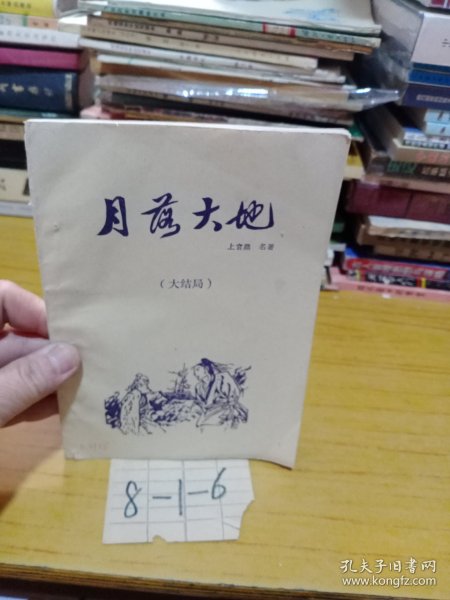 月落大地
上官鼎 名著
（大结局）
8-1-6
孔夫子旧书网
www.kongfz.com